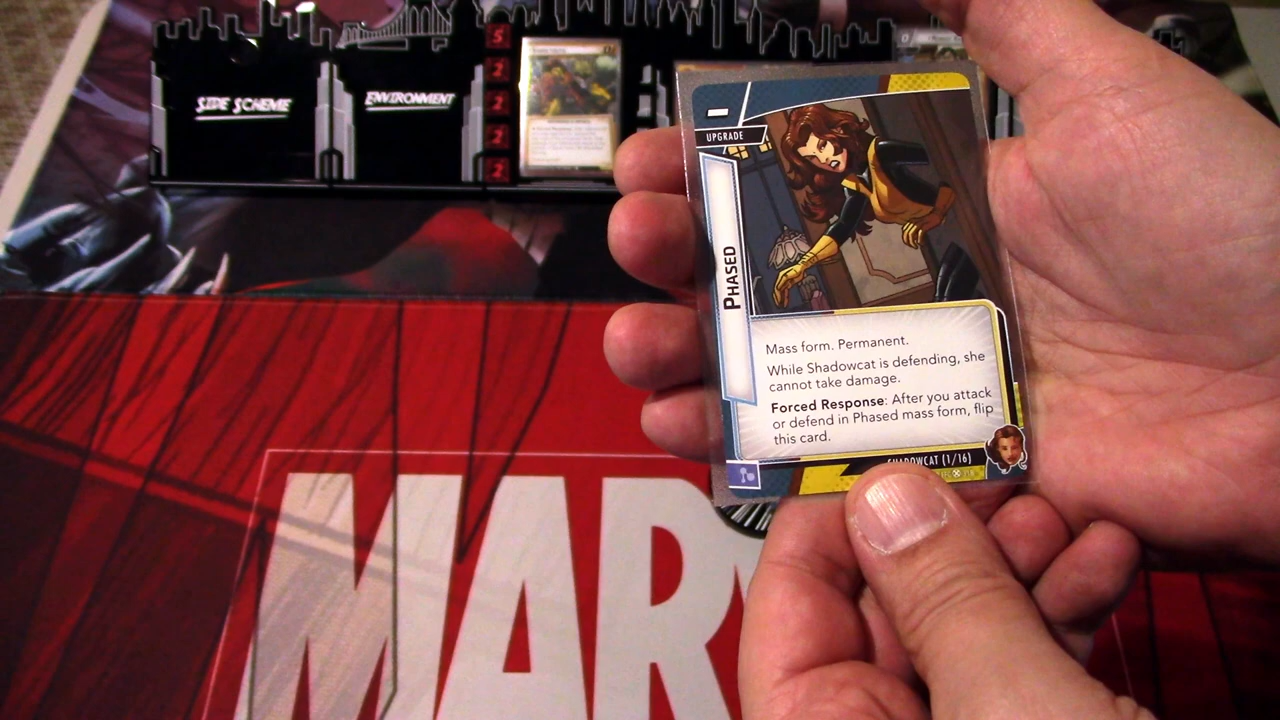 SIDE SCHEME
ENVIRONMENT
5
2
2
2
2
UPGRADE
PHASED
Mass form. Permanent.
While Shadowcat is defending, she
cannot take damage.
Forced Response: After you attack
or defend in Phased mass form, flip
this card.
SHADOWCAT (1/16)
MAR